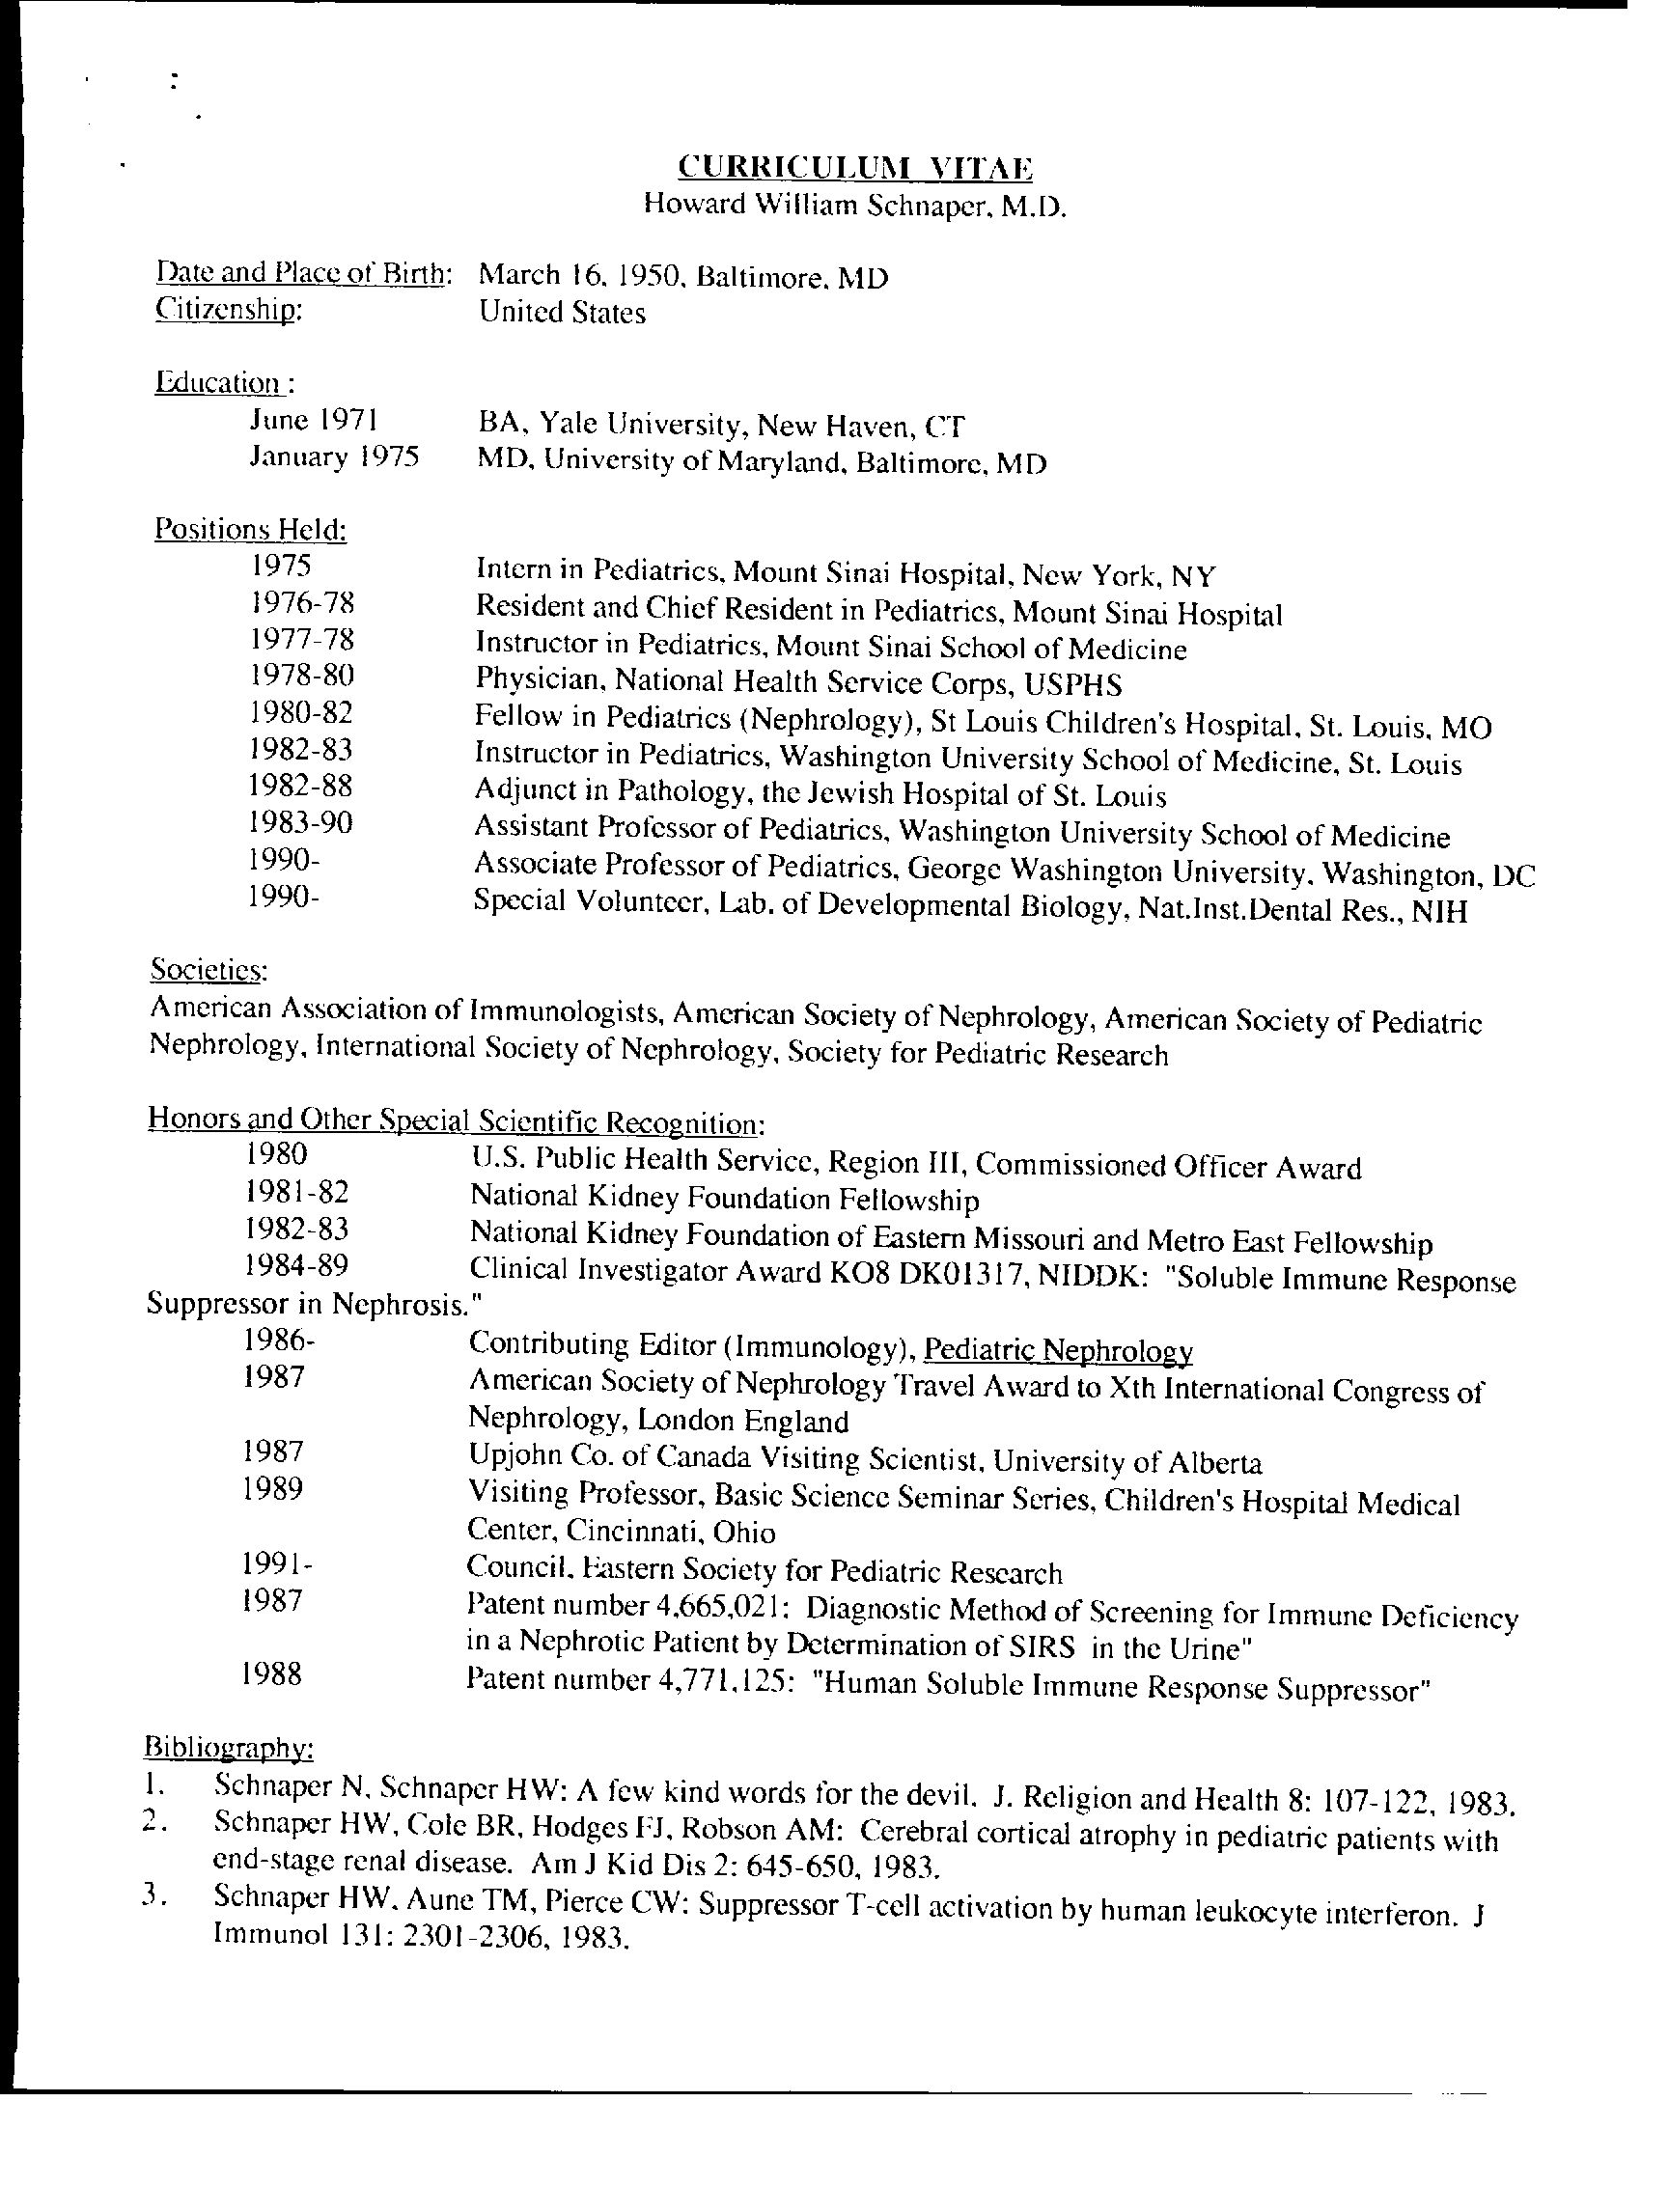 CURRICULUM VITAE
Howard William Schnaper, M.D.
Date and Place of Birth: March 16, 1950, Baltimore, MD
Citizenship: United States
Education :
June 1971 BA, Yale University, New Haven, CT
January 1975 MD, University of Maryland, Baltimore, MD
Positions Held:
1975 Intern in Pediatrics, Mount Sinai Hospital, New York, NY
1976-78 Resident and Chief Resident in Pediatrics, Mount Sinai Hospital
1977-78 Instructor in Pediatrics, Mount Sinai School of Medicine
1978-80 Physician, National Health Service Corps, USPHS
1980-82 Fellow in Pediatrics (Nephrology), St Louis Children's Hospital, St. Louis, MO
1982-83 Instructor in Pediatrics, Washington University School of Medicine, St. Louis
1982-88 Adjunct in Pathology, the Jewish Hospital of St. Louis
1983-90 Assistant Professor of Pediatrics, Washington University School of Medicine
1990- Associate Professor of Pediatrics, George Washington University, Washington, DC
1990- Special Volunteer, Lab. of Developmental Biology, Nat.Inst.Dental Res., NIH
Societies:
American Association of Immunologists, American Society of Nephrology, American Society of Pediatric
Nephrology, International Society of Nephrology, Society for Pediatric Research
Honors and Other Special Scientific Recognition:
1980 U.S. Public Health Service, Region III, Commissioned Officer Award
1981-82 National Kidney Foundation Fellowship
1982-83 National Kidney Foundation of Eastern Missouri and Metro East Fellowship
1984-89 Clinical Investigator Award KO8 DK01317, NIDDK: "Soluble Immune Response
Suppressor in Nephrosis."
1986- Contributing Editor (Immunology), Pediatric Nephrology
1987 American Society of Nephrology Travel Award to Xth International Congress of
Nephrology, London England
1987 Upjohn Co. of Canada Visiting Scientist, University of Alberta
1989 Visiting Professor, Basic Science Seminar Series, Children's Hospital Medical
Center, Cincinnati, Ohio
1991- Council, Eastern Society for Pediatric Research
1987 Patent number 4,665,021: Diagnostic Method of Screening for Immune Deficiency
in a Nephrotic Patient by Determination of SIRS in the Urine"
1988 Patent number 4,771,125: "Human Soluble Immune Response Suppressor"
Bibliography:
1. Schnaper N, Schnaper HW: A few kind words for the devil. J. Religion and Health 8: 107-122, 1983.
2. Schnaper HW, Cole BR, Hodges FJ, Robson AM: Cerebral cortical atrophy in pediatric patients with
end-stage renal disease. Am J Kid Dis 2: 645-650, 1983.
3. Schnaper HW, Aune TM, Pierce CW: Suppressor T-cell activation by human leukocyte interferon. J
Immunol 131: 2301-2306, 1983.